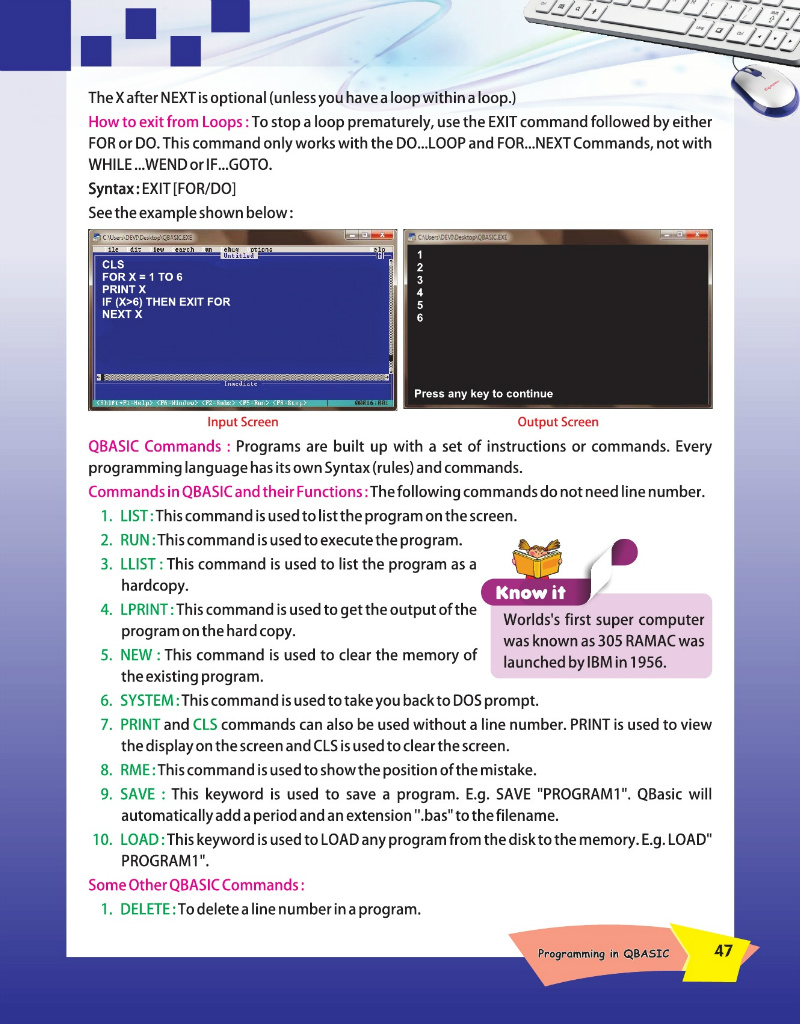 The X after NEXT is optional (unless you have a loop within a loop.)
How to exit from Loops : To stop a loop prematurely, use the EXIT command followed by either
FOR or DO. This command only works with the DO...LOOP and FOR...NEXT Commands, not with
WHILE ...WEND or IF...GOTO.
Syntax : EXIT [FOR/DO]
See the example shown below :
C:\Users\DEVI\Desktop\QBASIC.EXE
ile dit iew earch un ebug ptions elp
Untitled
CLS
FOR X = 1 TO 6
PRINT X
IF (X>6) THEN EXIT FOR
NEXT X
Immediate
<Shift+F1=Help> <F6=Window> <F2=Subs> <F5=Run> <F8=Step>
C:\Users\DEVI\Desktop\QBASIC.EXE
1
2
3
4
5
6
Press any key to continue
Input Screen
Output Screen
QBASIC Commands : Programs are built up with a set of instructions or commands. Every
programming language has its own Syntax (rules) and commands.
Commands in QBASIC and their Functions : The following commands do not need line number.
1. LIST : This command is used to list the program on the screen.
2. RUN : This command is used to execute the program.
3. LLIST : This command is used to list the program as a
hardcopy.
4. LPRINT : This command is used to get the output of the
program on the hard copy.
5. NEW : This command is used to clear the memory of
the existing program.
Know it
Worlds's first super computer
was known as 305 RAMAC was
launched by IBM in 1956.
6. SYSTEM : This command is used to take you back to DOS prompt.
7. PRINT and CLS commands can also be used without a line number. PRINT is used to view
the display on the screen and CLS is used to clear the screen.
8. RME : This command is used to show the position of the mistake.
9. SAVE : This keyword is used to save a program. E.g. SAVE "PROGRAM1". QBasic will
automatically add a period and an extension ".bas" to the filename.
10. LOAD : This keyword is used to LOAD any program from the disk to the memory. E.g. LOAD"
PROGRAM1".
Some Other QBASIC Commands :
1. DELETE : To delete a line number in a program.
Programming in QBASIC
47